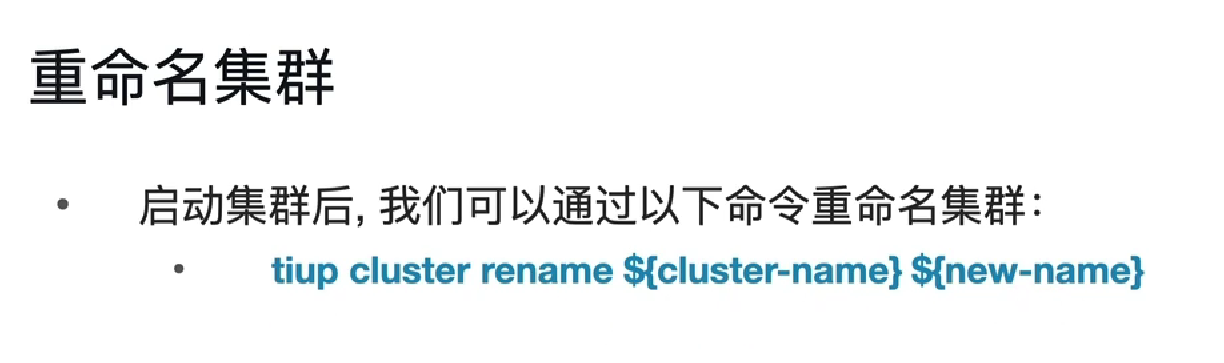 重命名集群
• 启动集群后, 我们可以通过以下命令重命名集群：
• tiup cluster rename ${cluster-name} ${new-name}